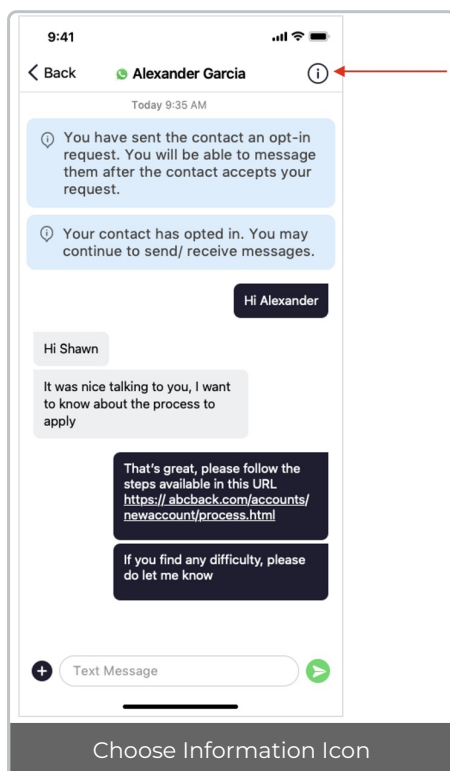 9:41
Back Alexander Garcia
Today 9:35 AM
You have sent the contact an opt-in
request. You will be able to message
them after the contact accepts your
request.
Your contact has opted in. You may
continue to send/ receive messages.
Hi Alexander
Hi Shawn
It was nice talking to you, I want
to know about the process to
apply
That's great, please follow the
steps available in this URL
https:// abcback.com/accounts/
newaccount/process.html
If you find any difficulty, please
do let me know
Text Message
Choose Information Icon